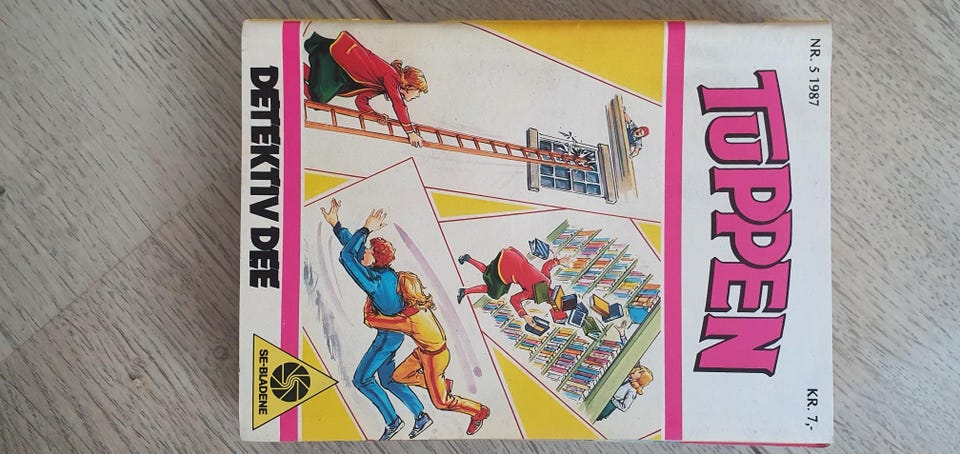 NR. 5 1987
KR. 7,-
TUPPEN
DETEKTIV DEE
SE-BLADENE